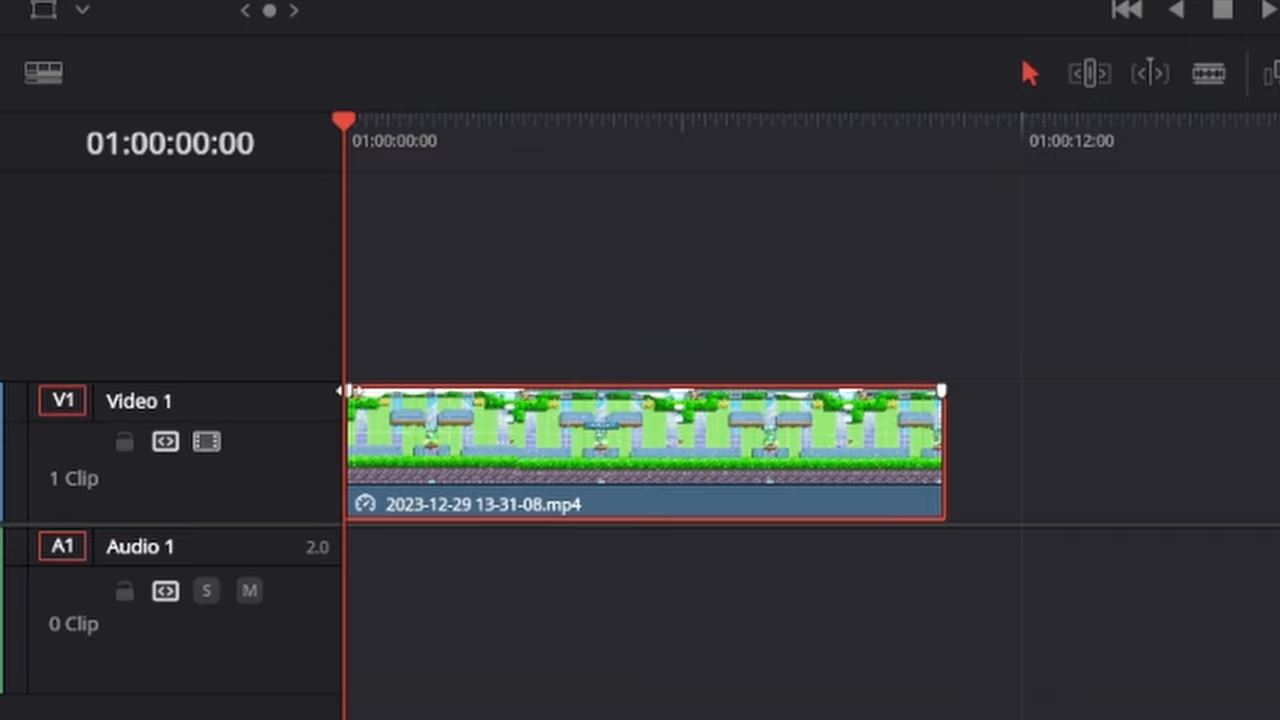 01:00:00:00
01:00:00:00
01:00:12:00
V1 Video 1
1 Clip
2023-12-29 13-31-08.mp4
A1 Audio 1 2.0
S M
0 Clip